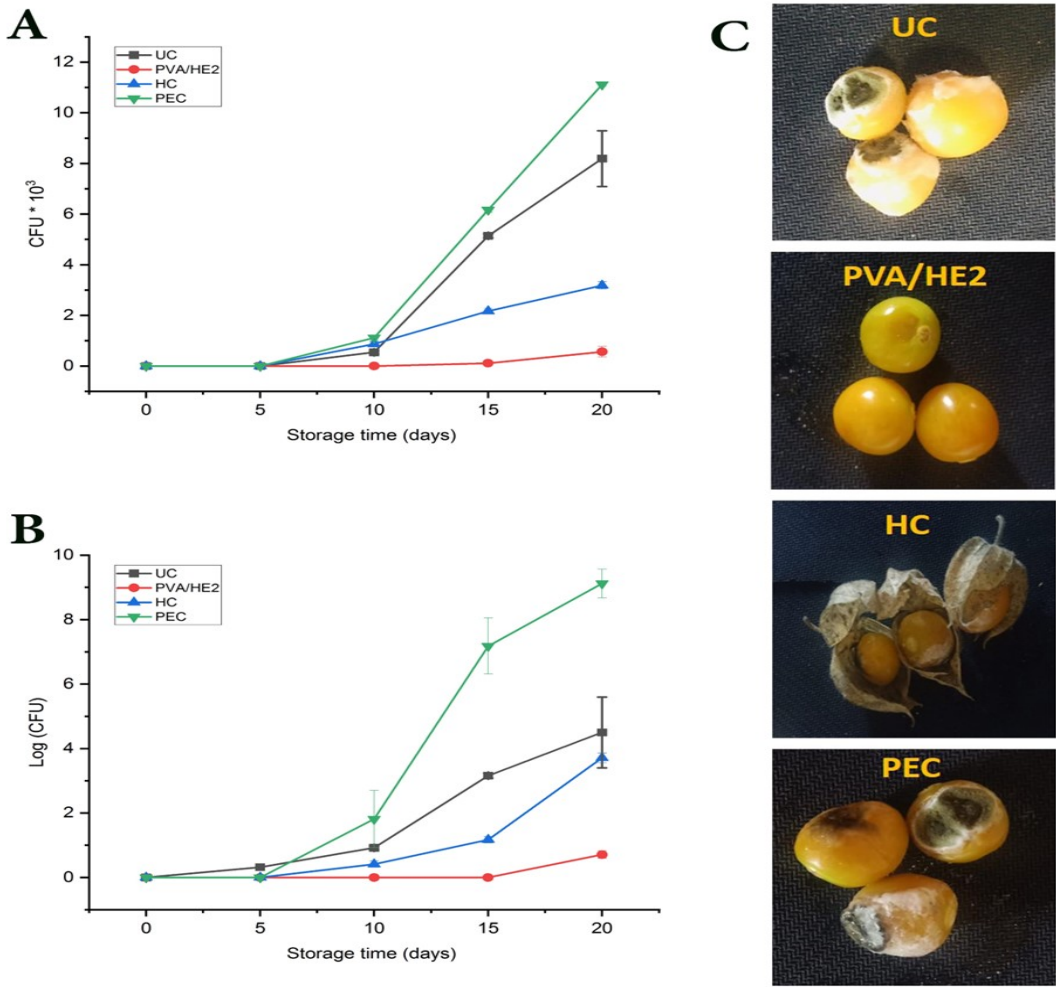 A
UC
PVA/HE2
HC
PEC
12
10
8
6
4
2
0
CFU * 10³
0 5 10 15 20
Storage time (days)
B
UC
PVA/HE2
HC
PEC
10
8
6
4
2
0
Log (CFU)
0 5 10 15 20
Storage time (days)
C
UC
PVA/HE2
HC
PEC